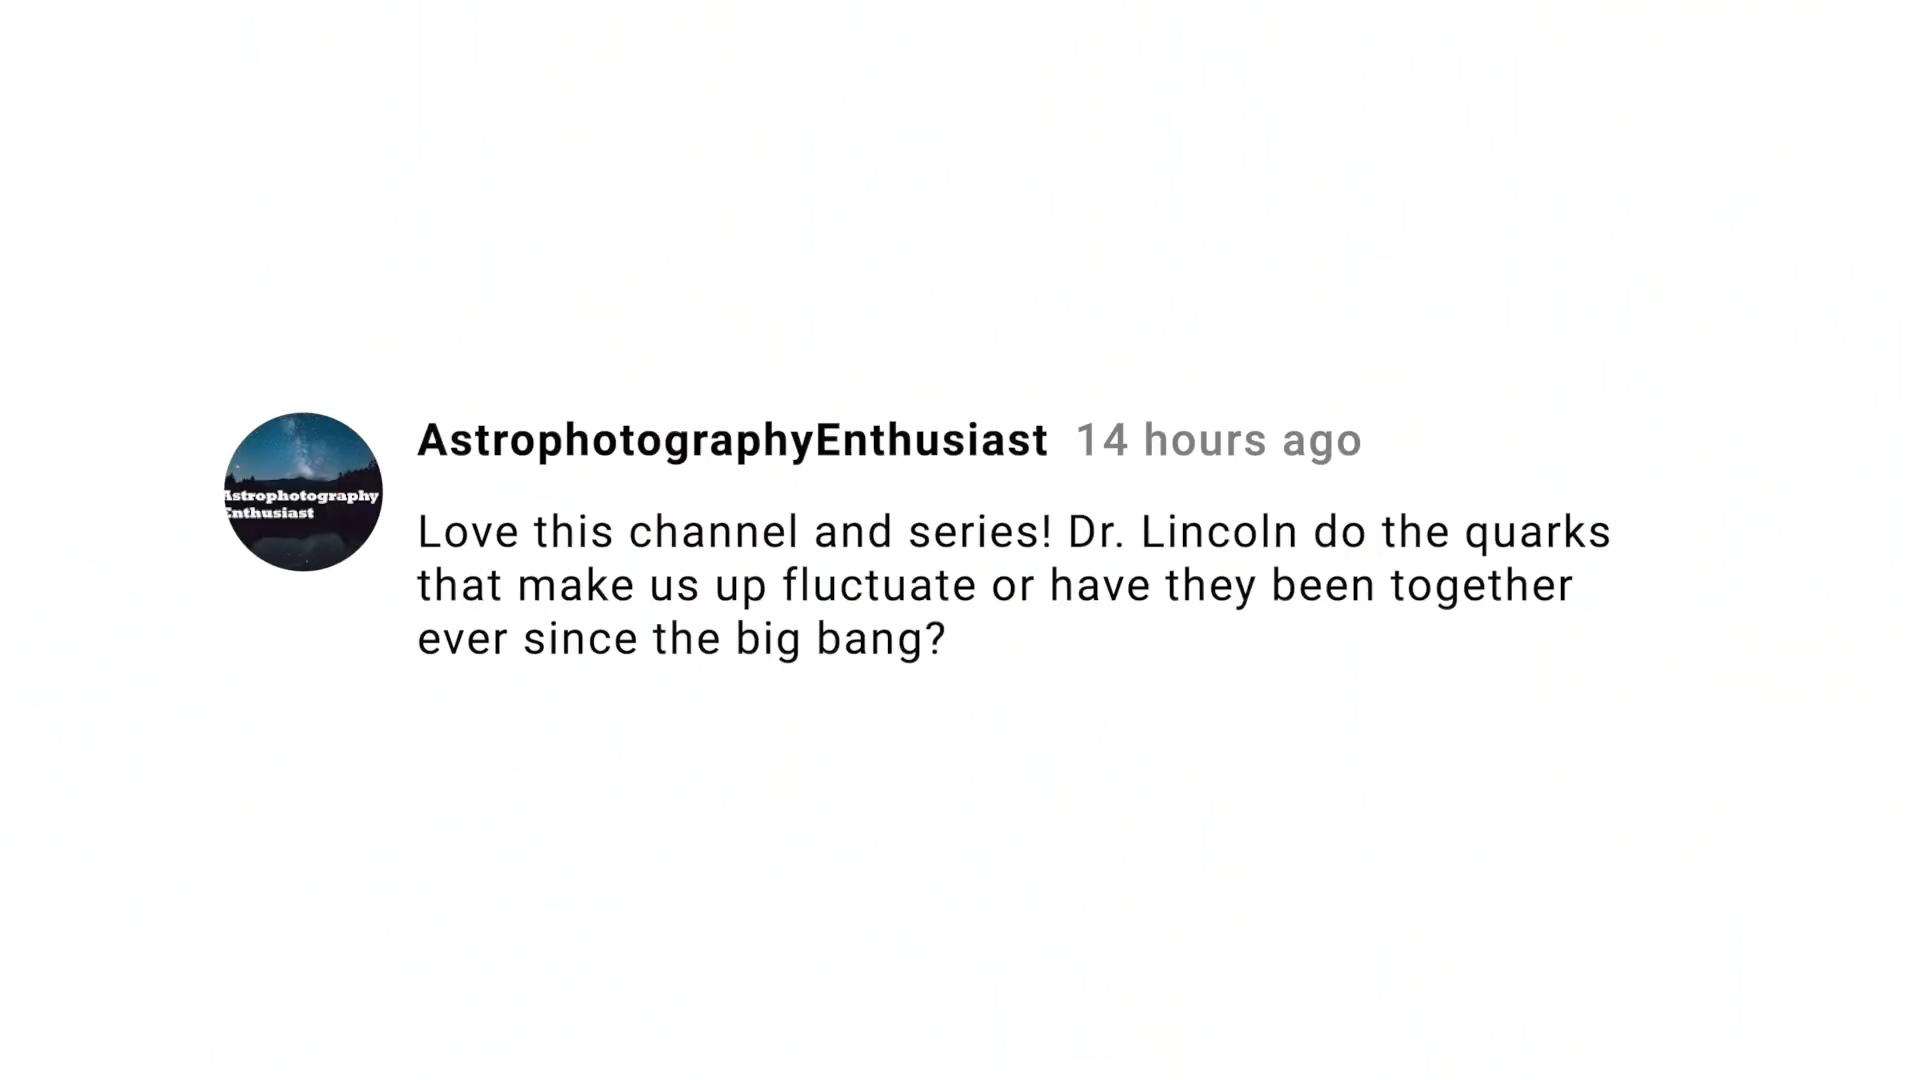 AstrophotographyEnthusiast 14 hours ago
Astrophotography
Enthusiast
Love this channel and series! Dr. Lincoln do the quarks
that make us up fluctuate or have they been together
ever since the big bang?